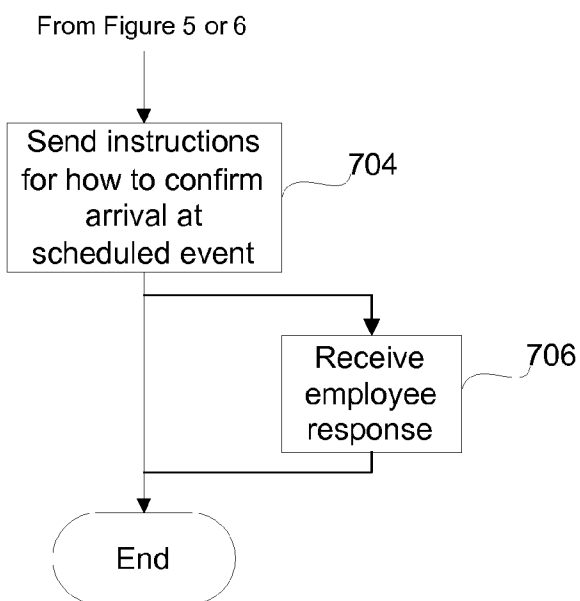 From Figure 5 or 6
Send instructions
for how to confirm
arrival at
scheduled event
704
Receive
employee
response
706
End